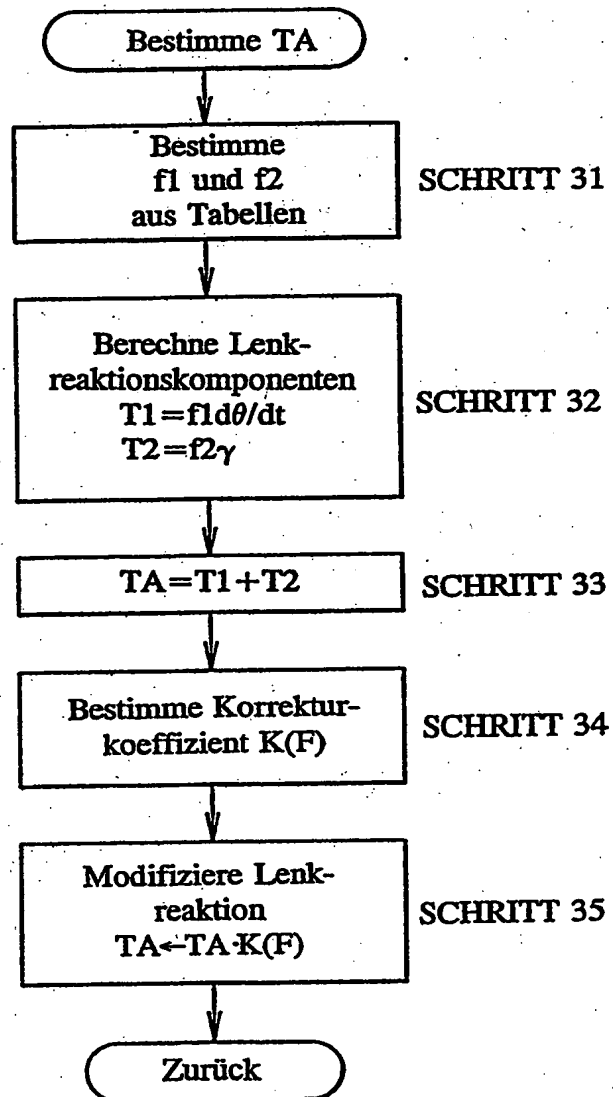 Bestimme TA
Bestimme
f1 und f2
aus Tabellen
SCHRITT 31
Berechne Lenk-
reaktionskomponenten
T1=f1dθ/dt
T2=f2γ
SCHRITT 32
TA=T1+T2
SCHRITT 33
Bestimme Korrektur-
koeffizient K(F)
SCHRITT 34
Modifiziere Lenk-
reaktion
TA←TA·K(F)
SCHRITT 35
Zurück